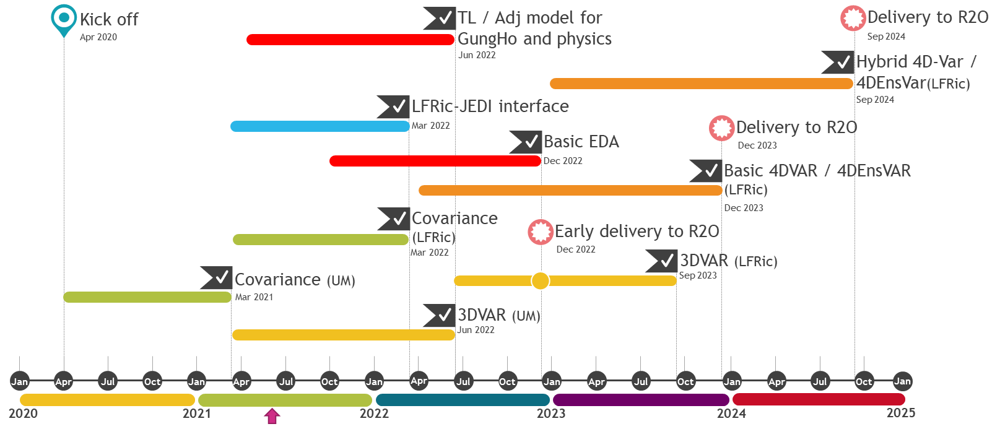 Kick off
Apr 2020
TL / Adj model for
GungHo and physics
Jun 2022
Delivery to R2O
Sep 2024
Hybrid 4D-Var /
4DEnsVar(LFRic)
Sep 2024
LFRic-JEDI interface
Mar 2022
Delivery to R2O
Dec 2023
Basic EDA
Dec 2022
Basic 4DVAR / 4DEnsVAR
(LFRic)
Dec 2023
Covariance
(LFRic)
Mar 2022
Early delivery to R2O
Dec 2022
3DVAR (LFRic)
Sep 2023
Covariance (UM)
Mar 2021
3DVAR (UM)
Jun 2022
Jan Apr Jul Oct Jan Apr Jul Oct Jan Apr Jul Oct Jan Apr Jul Oct Jan Apr Jul Oct Jan
2020 2021 2022 2023 2024 2025